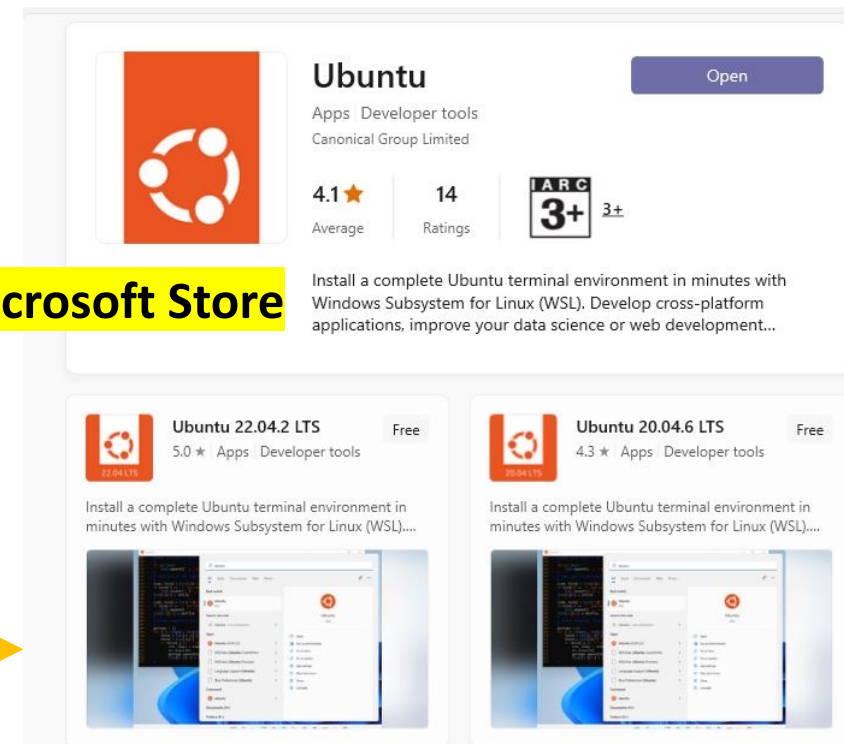 Ubuntu
Open
Apps Developer tools
Canonical Group Limited
4.1★
14
Average
Ratings
IARC
3+
3+
crosoft Store
Install a complete Ubuntu terminal environment in minutes with
Windows Subsystem for Linux (WSL). Develop cross-platform
applications, improve your data science or web development...
Ubuntu 22.04.2 LTS
Free
5.0 ★ Apps Developer tools
22.04 LTS
Install a complete Ubuntu terminal environment in
minutes with Windows Subsystem for Linux (WSL)....
Ubuntu 20.04.6 LTS
Free
4.3 ★ Apps Developer tools
20.04 LTS
Install a complete Ubuntu terminal environment in
minutes with Windows Subsystem for Linux (WSL)....